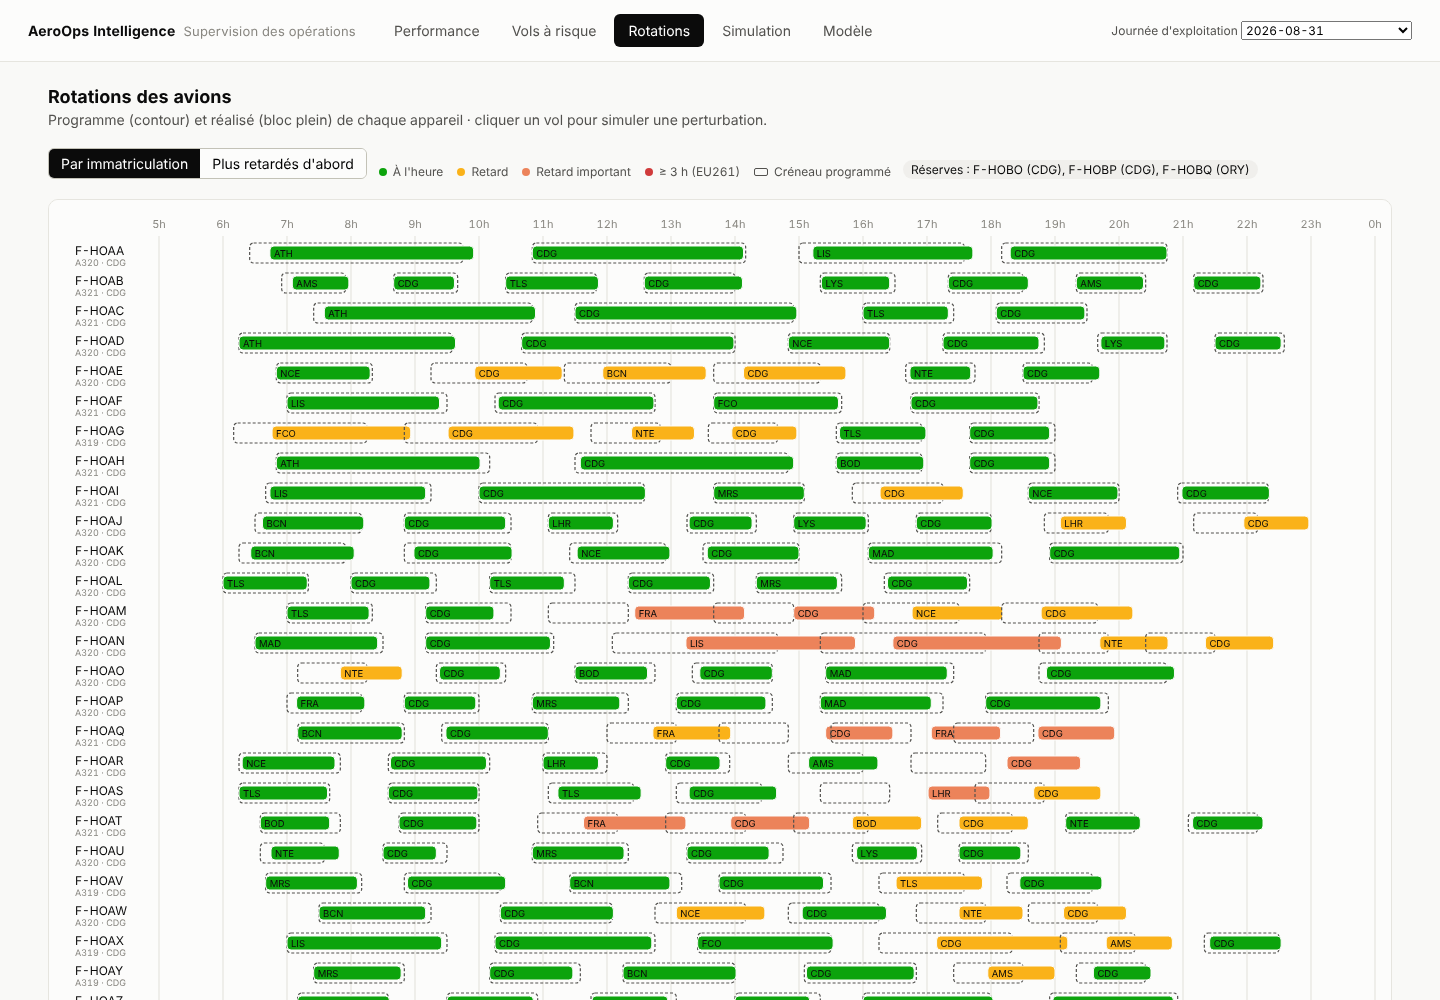 AeroOps Intelligence Supervision des opérations Performance Vols à risque Rotations Simulation Modèle Journée d'exploitation 2026-08-31
Rotations des avions
Programme (contour) et réalisé (bloc plein) de chaque appareil · cliquer un vol pour simuler une perturbation.
Par immatriculation Plus retardés d'abord À l'heure Retard Retard important ≥ 3 h (EU261) Créneau programmé Réserves : F-HOBO (CDG), F-HOBP (CDG), F-HOBQ (ORY)
5h 6h 7h 8h 9h 10h 11h 12h 13h 14h 15h 16h 17h 18h 19h 20h 21h 22h 23h 0h
F-HOAA ATH CDG LIS CDG
A320 · CDG
F-HOAB AMS CDG TLS CDG LYS CDG AMS CDG
A321 · CDG
F-HOAC ATH CDG TLS CDG
A321 · CDG
F-HOAD ATH CDG NCE CDG LYS CDG
A320 · CDG
F-HOAE NCE CDG BCN CDG NTE CDG
A320 · CDG
F-HOAF LIS CDG FCO CDG
A321 · CDG
F-HOAG FCO CDG NTE CDG TLS CDG
A319 · CDG
F-HOAH ATH CDG BOD CDG
A321 · CDG
F-HOAI LIS CDG MRS CDG NCE CDG
A321 · CDG
F-HOAJ BCN CDG LHR CDG LYS CDG LHR CDG
A320 · CDG
F-HOAK BCN CDG NCE CDG MAD CDG
A320 · CDG
F-HOAL TLS CDG TLS CDG MRS CDG
A320 · CDG
F-HOAM TLS CDG FRA CDG NCE CDG
A320 · CDG
F-HOAN MAD CDG LIS CDG NTE CDG
A320 · CDG
F-HOAO NTE CDG BOD CDG MAD CDG
A320 · CDG
F-HOAP FRA CDG MRS CDG MAD CDG
A320 · CDG
F-HOAQ BCN CDG FRA CDG FRA CDG
A321 · CDG
F-HOAR NCE CDG LHR CDG AMS CDG
A321 · CDG
F-HOAS TLS CDG TLS CDG LHR CDG
A320 · CDG
F-HOAT BOD CDG FRA CDG BOD CDG NTE CDG
A321 · CDG
F-HOAU NTE CDG MRS CDG LYS CDG
A320 · CDG
F-HOAV MRS CDG BCN CDG TLS CDG
A319 · CDG
F-HOAW BCN CDG NCE CDG NTE CDG
A320 · CDG
F-HOAX LIS CDG FCO CDG AMS CDG
A319 · CDG
F-HOAY MRS CDG BCN CDG AMS CDG
A319 · CDG